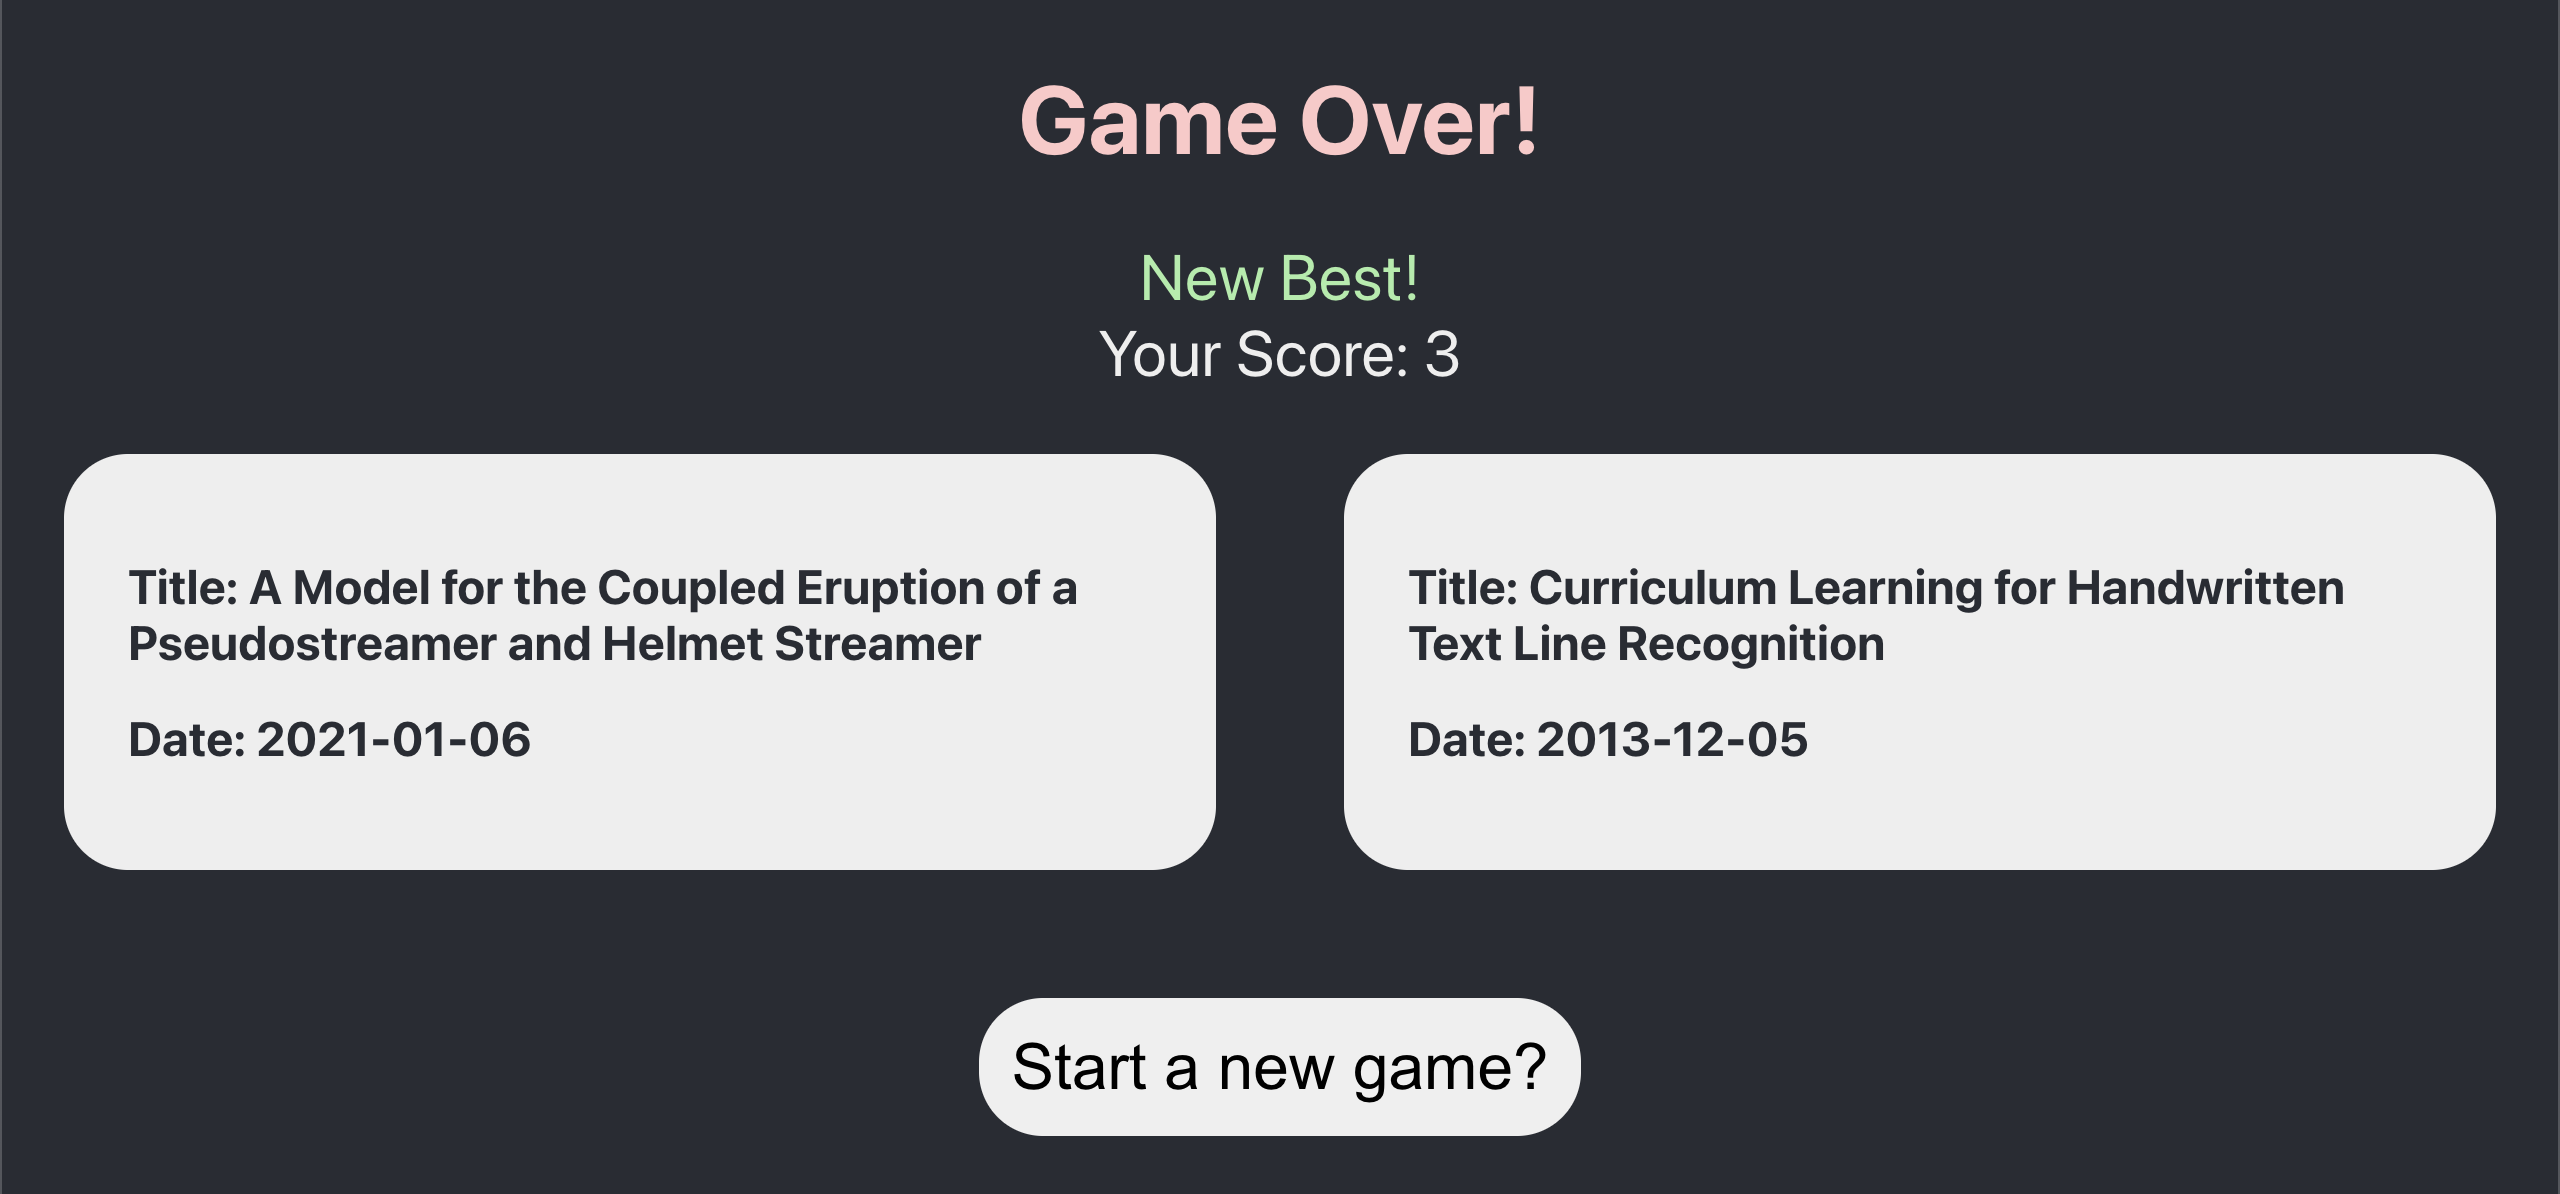 Game Over!
New Best!
Your Score: 3
Title: A Model for the Coupled Eruption of a
Pseudostreamer and Helmet Streamer
Date: 2021-01-06
Title: Curriculum Learning for Handwritten
Text Line Recognition
Date: 2013-12-05
Start a new game?